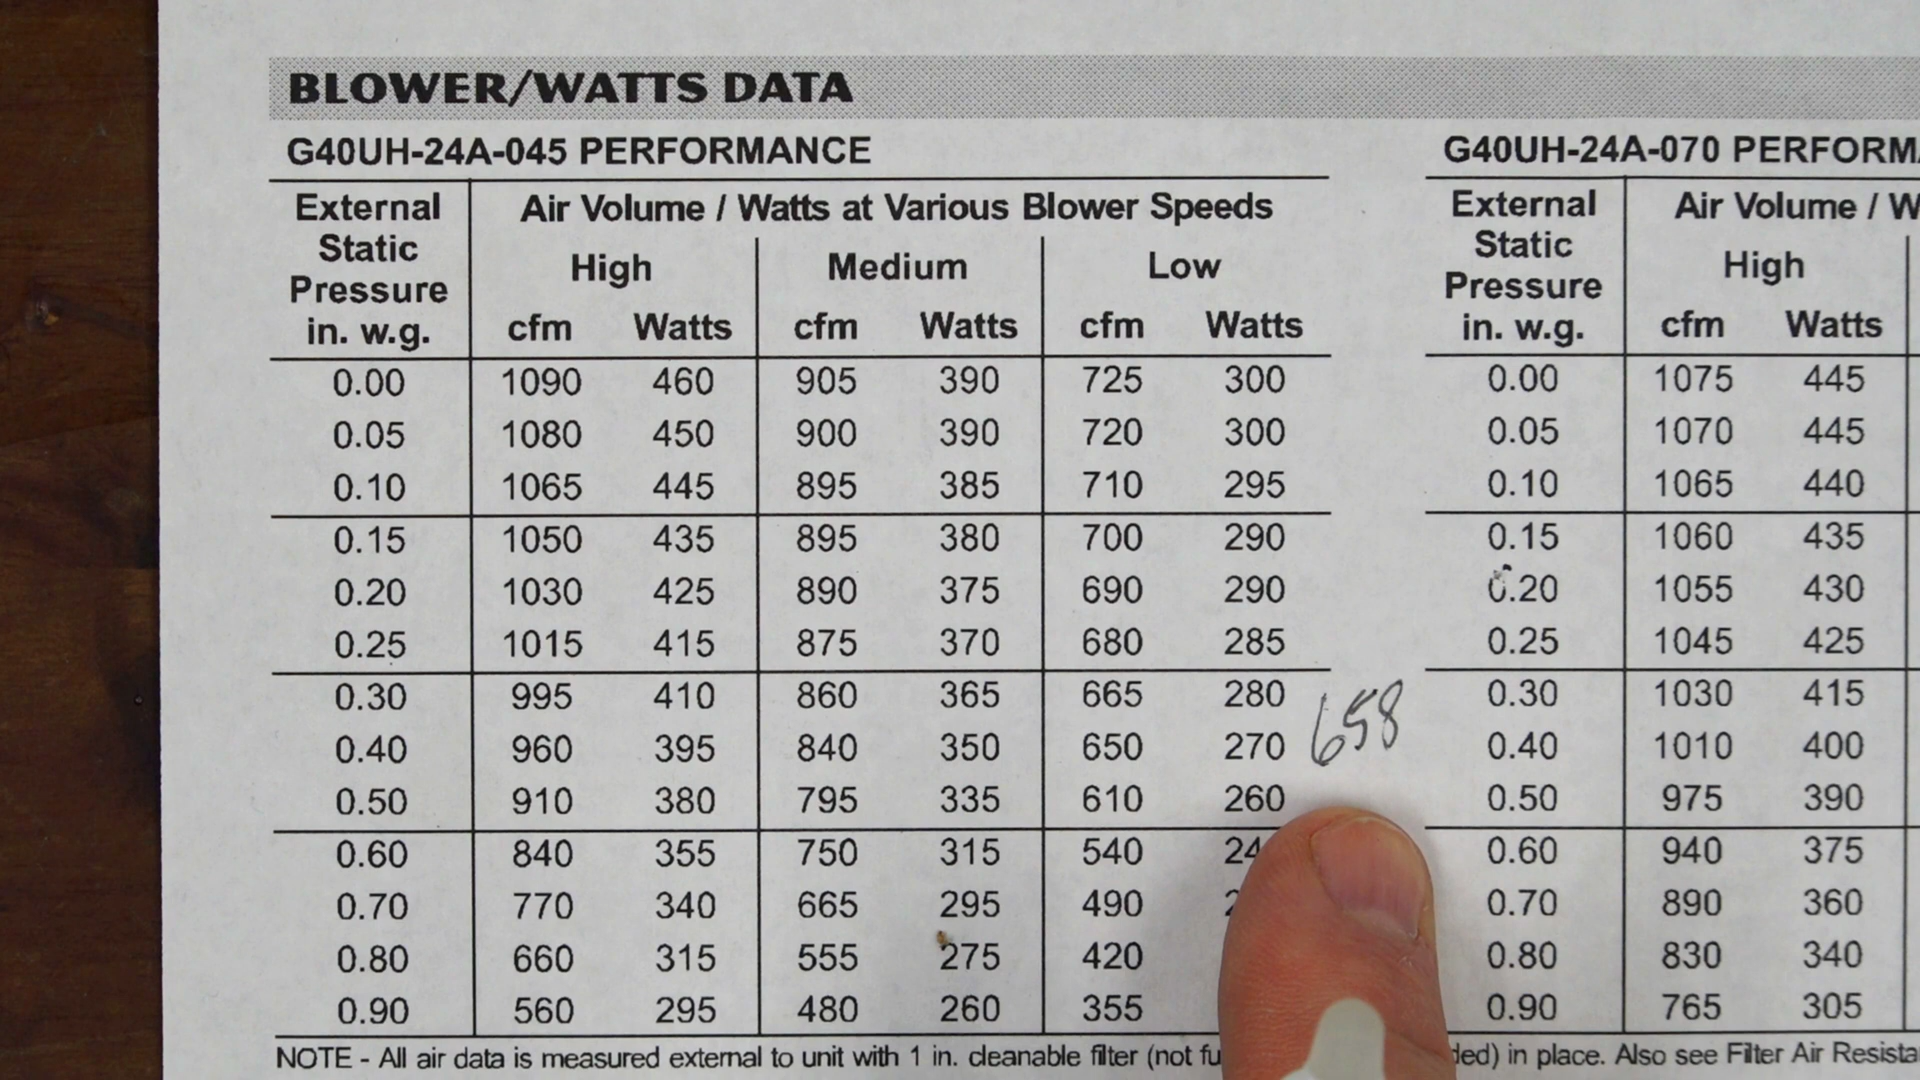 BLOWER/WATTS DATA
G40UH-24A-045 PERFORMANCE
External Static Pressure in. w.g.
Air Volume / Watts at Various Blower Speeds
High Medium Low
cfm Watts cfm Watts cfm Watts
0.00 1090 460 905 390 725 300
0.05 1080 450 900 390 720 300
0.10 1065 445 895 385 710 295
0.15 1050 435 895 380 700 290
0.20 1030 425 890 375 690 290
0.25 1015 415 875 370 680 285
0.30 995 410 860 365 665 280
658
0.40 960 395 840 350 650 270
0.50 910 380 795 335 610 260
0.60 840 355 750 315 540
0.70 770 340 665 295 490
0.80 660 315 555 275 420
0.90 560 295 480 260 355
G40UH-24A-070
External Static Pressure in. w.g.
Air Volume /
High
cfm Watts
0.00 1075 445
0.05 1070 445
0.10 1065 440
0.15 1060 435
0.20 1055 430
0.25 1045 425
0.30 1030 415
0.40 1010 400
0.50 975 390
0.60 940 375
0.70 890 360
0.80 830 340
0.90 765 305
NOTE - All air data is measured external to unit with 1 in. cleanable filter (not in place. Also see Filter Air